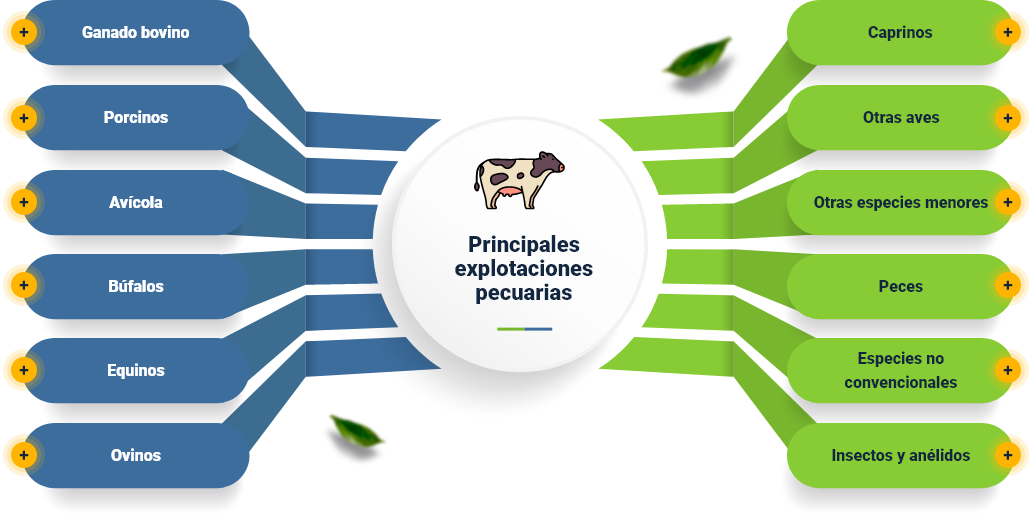 Ganado bovino
Porcinos
Avícola
Búfalos
Equinos
Ovinos
Principales
explotaciones
pecuarias
Caprinos
Otras aves
Otras especies menores
Peces
Especies no
convencionales
Insectos y anélidos